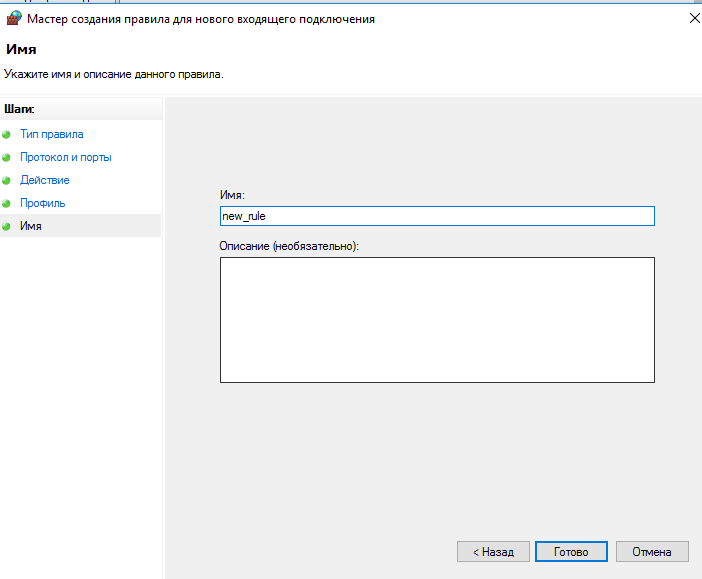 Мастер создания правила для нового входящего подключения
Имя
Укажите имя и описание данного правила.
Шаги:
Тип правила
Протокол и порты
Действие
Профиль
Имя
Имя:
new_rule
Описание (необязательно):
< Назад
Готово
Отмена